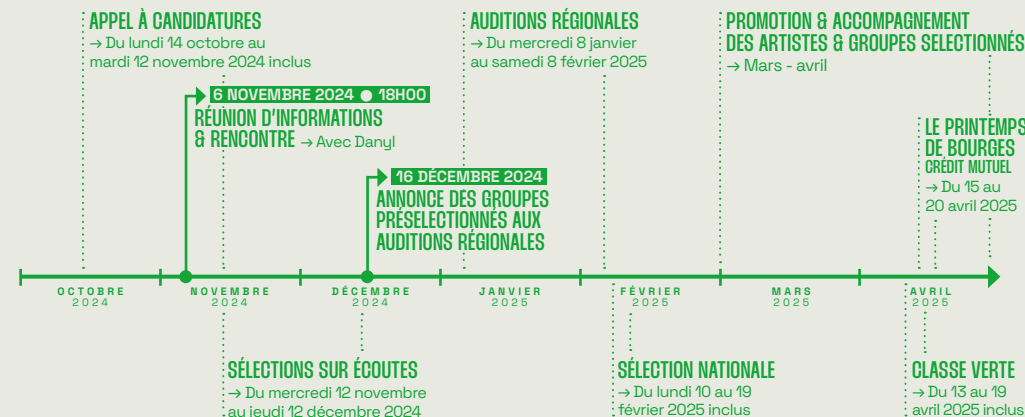 APPEL À CANDIDATURES
→ Du lundi 14 octobre au
mardi 12 novembre 2024 inclus
6 NOVEMBRE 2024 ● 18H00
RÉUNION D'INFORMATIONS
& RENCONTRE → Avec Danyl
16 DÉCEMBRE 2024
ANNONCE DES GROUPES
PRÉSELECTIONNÉS AUX
AUDITIONS RÉGIONALES
AUDITIONS RÉGIONALES
→ Du mercredi 8 janvier
au samedi 8 février 2025
PROMOTION & ACCOMPAGNEMENT
DES ARTISTES & GROUPES SELECTIONNÉS
→ Mars - avril
LE PRINTEMPS
DE BOURGES
CRÉDIT MUTUEL
→ Du 15 au
20 avril 2025
OCTOBRE
2024
NOVEMBRE
2024
DÉCEMBRE
2024
JANVIER
2025
FÉVRIER
2025
MARS
2025
AVRIL
2025
SÉLECTIONS SUR ÉCOUTES
→ Du mercredi 12 novembre
au jeudi 12 décembre 2024
SÉLECTION NATIONALE
→ Du lundi 10 au 19
février 2025 inclus
CLASSE VERTE
→ Du 13 au 19
avril 2025 inclus